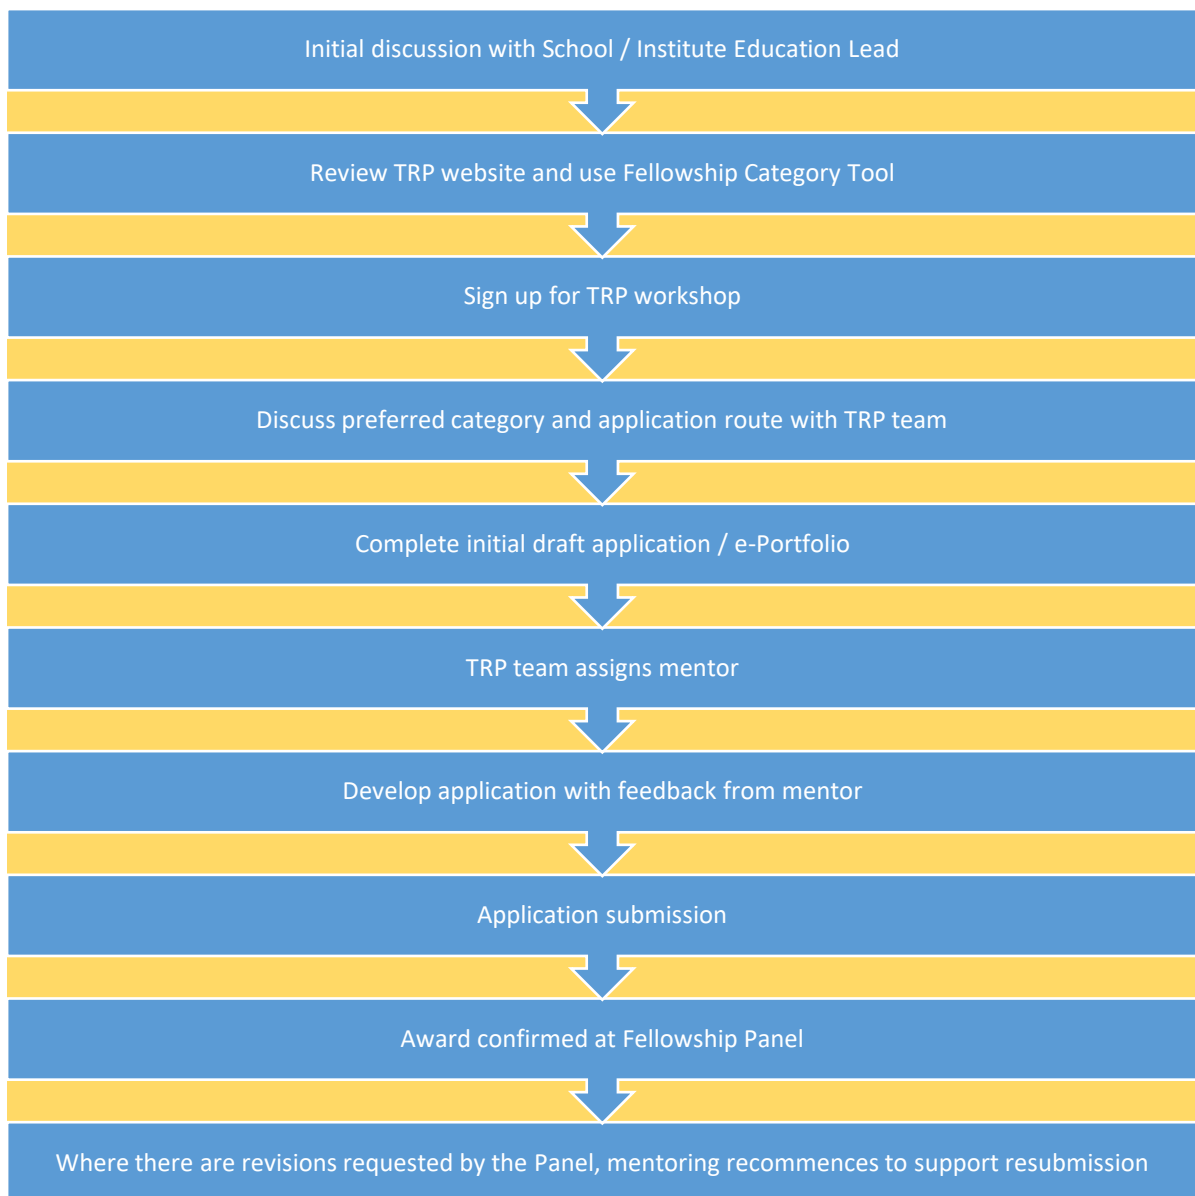 Initial discussion with School / Institute Education Lead
Review TRP website and use Fellowship Category Tool
Sign up for TRP workshop
Discuss preferred category and application route with TRP team
Complete initial draft application / e-Portfolio
TRP team assigns mentor
Develop application with feedback from mentor
Application submission
Award confirmed at Fellowship Panel
Where there are revisions requested by the Panel, mentoring recommences to support resubmission